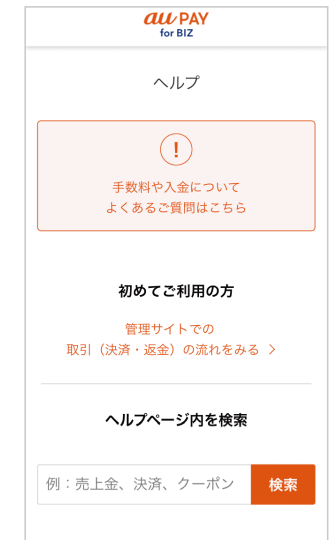 au PAY
for BIZ
ヘルプ
!
手数料や入金について
よくあるご質問はこちら
初めてご利用の方
管理サイトでの
取引（決済・返金）の流れをみる >
ヘルプページ内を検索
例：売上金、決済、クーポン 検索